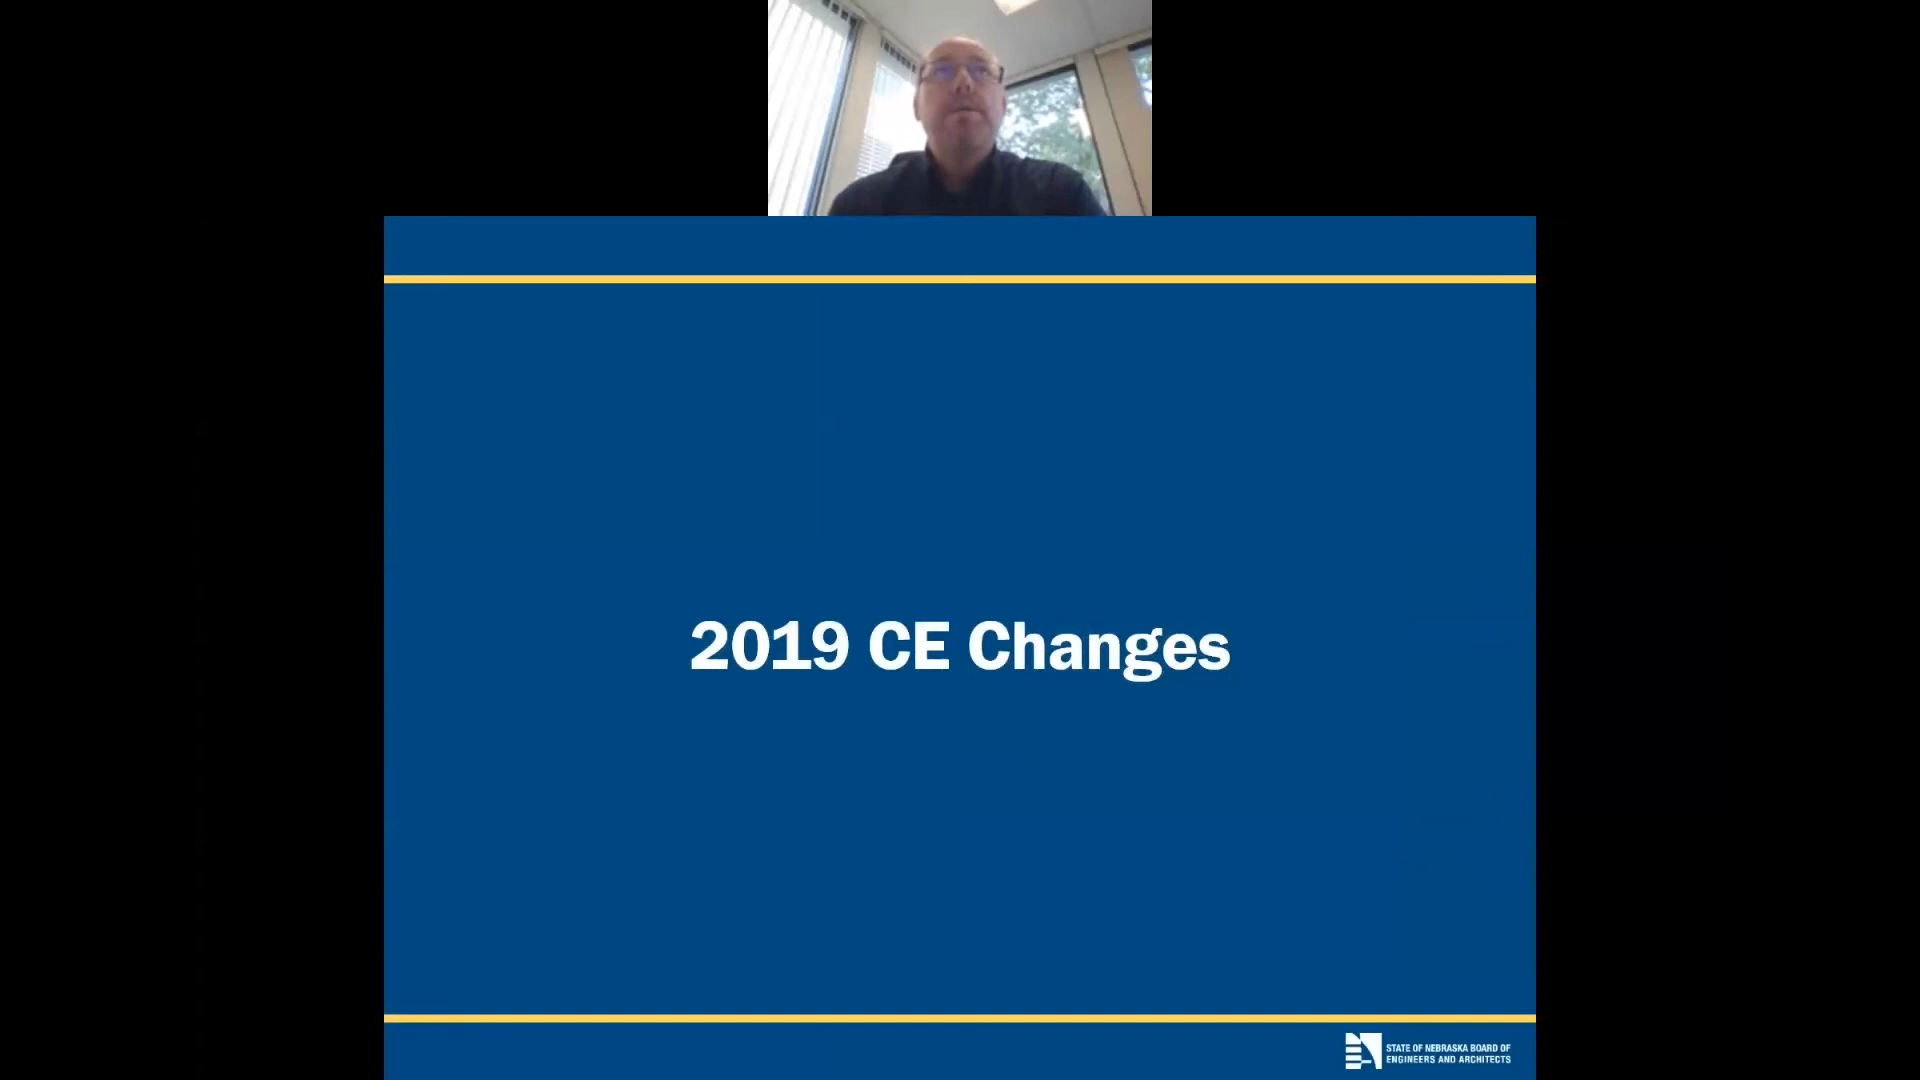 2019 CE Changes
STATE OF NEBRASKA BOARD OF
ENGINEERS AND ARCHITECTS